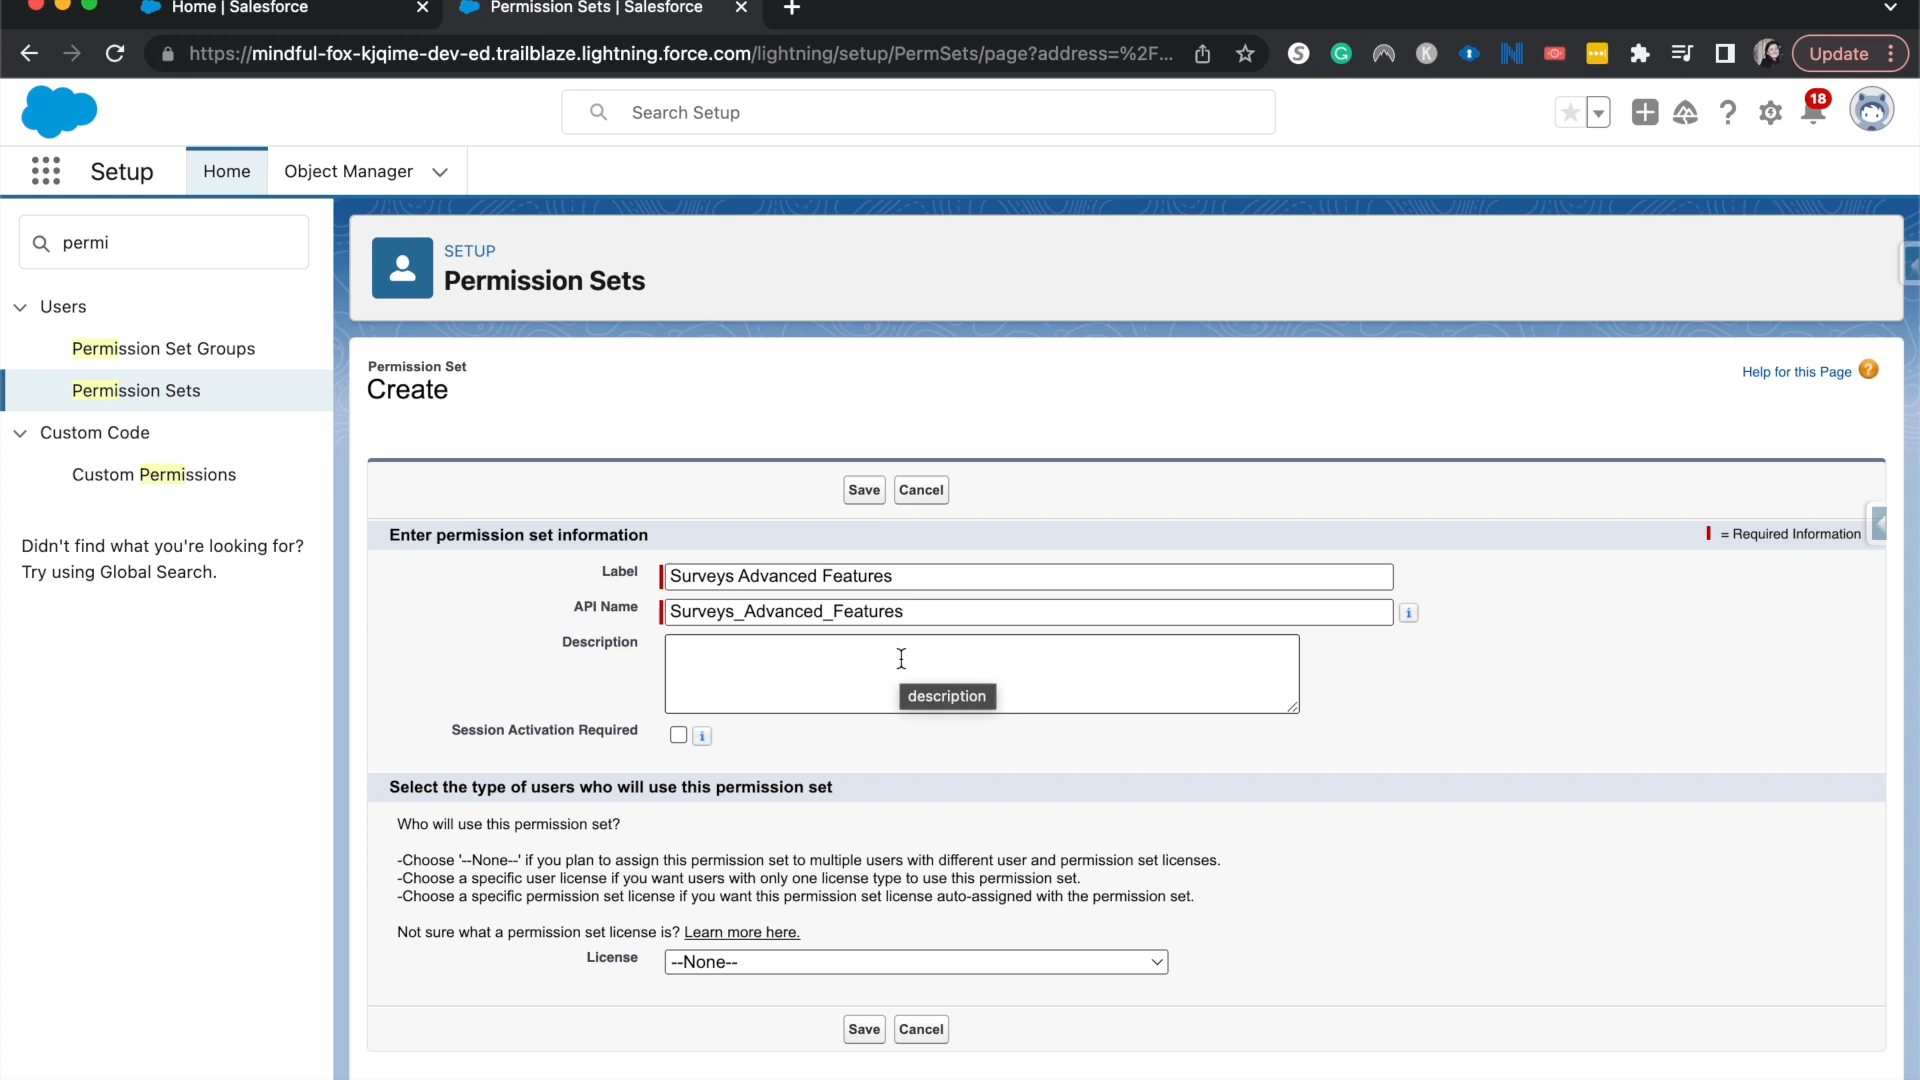 Home | Salesforce
Permission Sets | Salesforce
https://mindful-fox-kjqime-dev-ed.trailblaze.lightning.force.com/lightning/setup/PermSets/page?address=%2F...
Update
Search Setup
18
Setup
Home
Object Manager
permi
Users
Permission Set Groups
Permission Sets
Custom Code
Custom Permissions
Didn't find what you're looking for?
Try using Global Search.
SETUP
Permission Sets
Permission Set
Create
Help for this Page
Save
Cancel
Enter permission set information
= Required Information
Label
Surveys Advanced Features
API Name
Surveys_Advanced_Features
Description
description
Session Activation Required
Select the type of users who will use this permission set
Who will use this permission set?
-Choose '--None--' if you plan to assign this permission set to multiple users with different user and permission set licenses.
-Choose a specific user license if you want users with only one license type to use this permission set.
-Choose a specific permission set license if you want this permission set license auto-assigned with the permission set.
Not sure what a permission set license is? Learn more here.
License
--None--
Save
Cancel